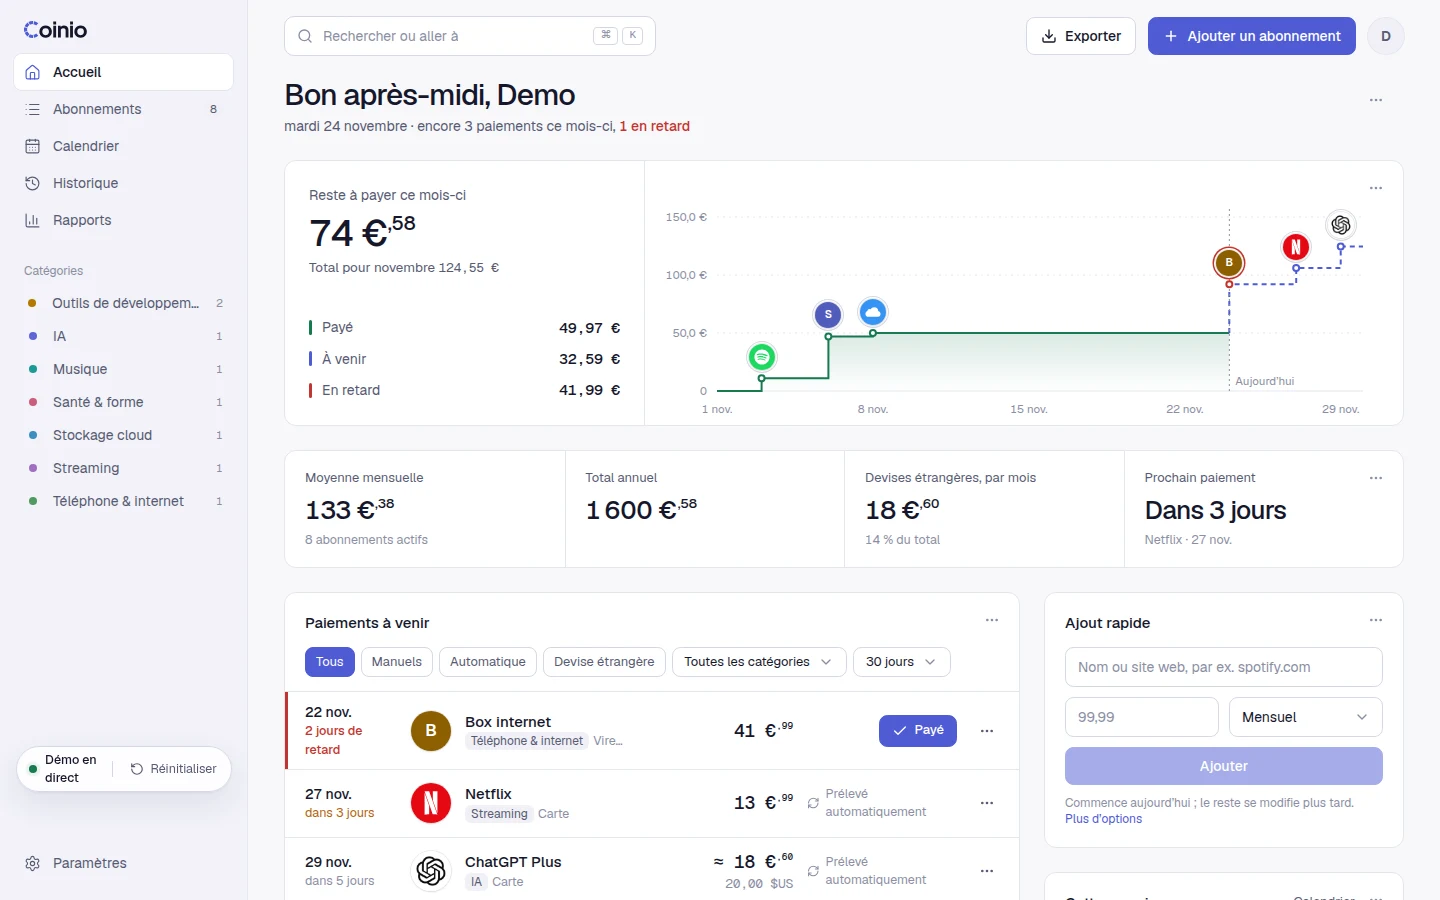 Coinio
Rechercher ou aller à
⌘ K
Exporter
Ajouter un abonnement
D
Accueil
Abonnements 8
Calendrier
Historique
Rapports
Catégories
Outils de développem... 2
IA 1
Musique 1
Santé & forme 1
Stockage cloud 1
Streaming 1
Téléphone & internet 1
Démo en direct
Réinitialiser
Paramètres
Bon après-midi, Demo
mardi 24 novembre · encore 3 paiements ce mois-ci, 1 en retard
Reste à payer ce mois-ci
74 €,58
Total pour novembre 124,55 €
Payé 49,97 €
À venir 32,59 €
En retard 41,99 €
150,0 €
100,0 €
50,0 €
0
S
B
N
Aujourd'hui
1 nov. 8 nov. 15 nov. 22 nov. 29 nov.
Moyenne mensuelle
133 €,38
8 abonnements actifs
Total annuel
1 600 €,58
Devises étrangères, par mois
18 €,60
14 % du total
Prochain paiement
Dans 3 jours
Netflix · 27 nov.
Paiements à venir
Tous Manuels Automatique Devise étrangère Toutes les catégories 30 jours
22 nov.
2 jours de
retard
B
Box internet
Téléphone & internet Vire...
41 €,99
Payé
27 nov.
dans 3 jours
N
Netflix
Streaming Carte
13 €,99
Prélevé
automatiquement
29 nov.
dans 5 jours
ChatGPT Plus
IA Carte
≈ 18 €,60
20,00 $US
Prélevé
automatiquement
Ajout rapide
Nom ou site web, par ex. spotify.com
99,99
Mensuel
Ajouter
Commence aujourd'hui ; le reste se modifie plus tard.
Plus d'options